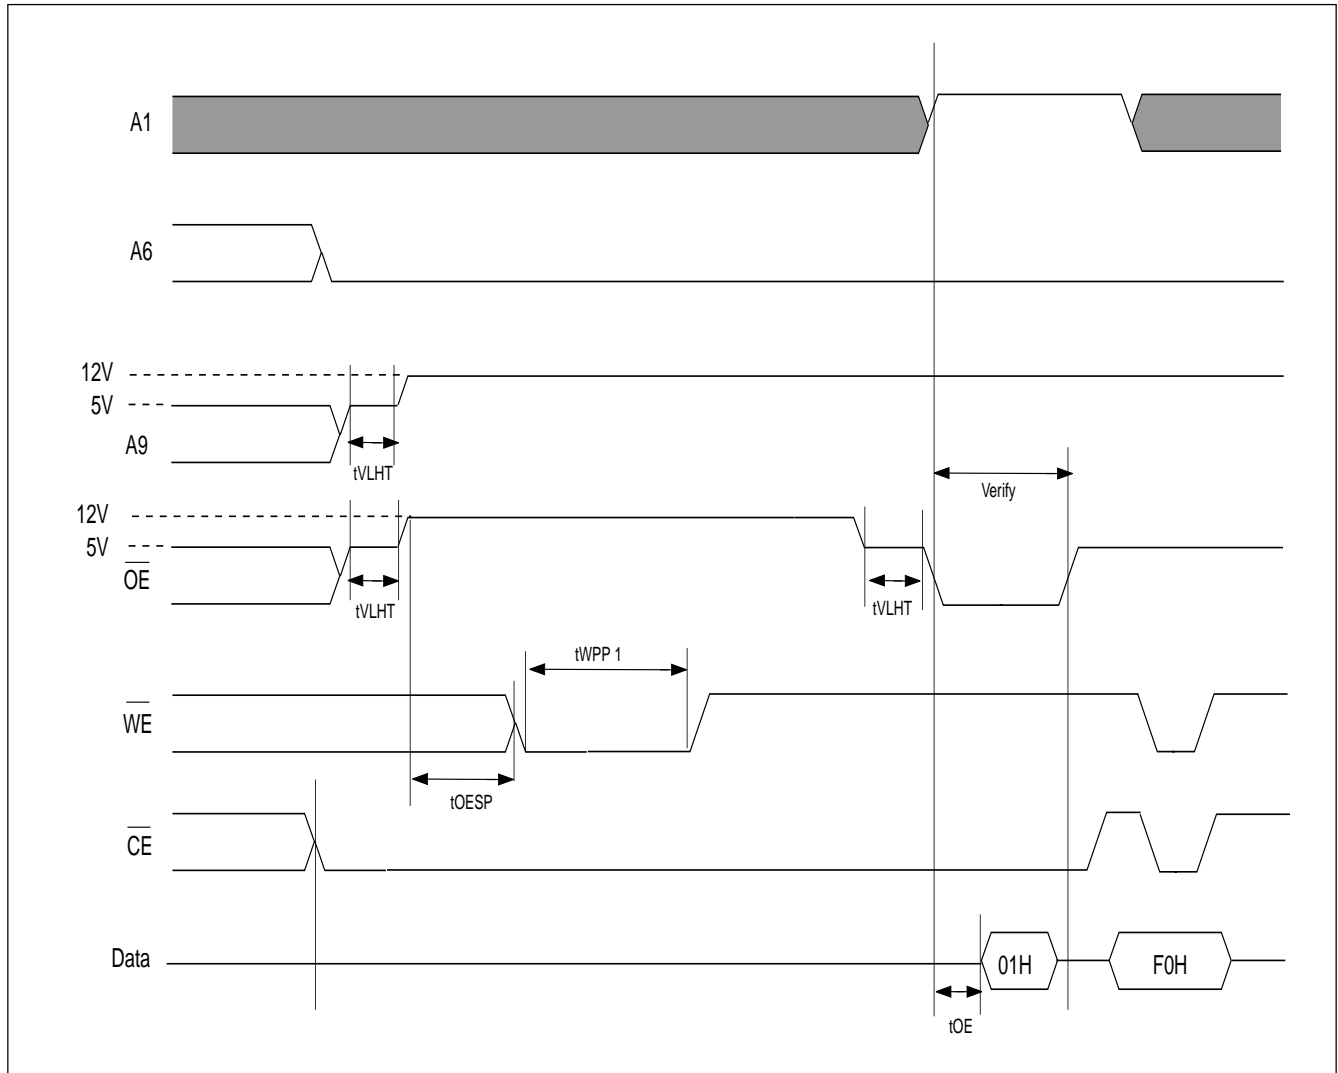 A1
A6
12V
5V
A9
tVLHT
Verify
12V
5V
OE
tVLHT
tVLHT
tWPP 1
WE
tOESP
CE
Data
01H
F0H
tOE